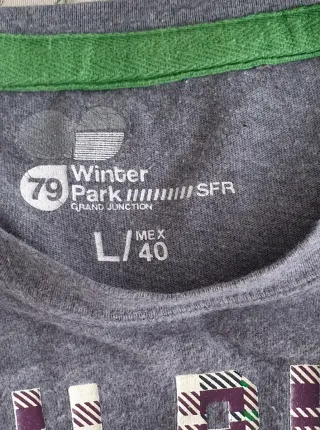 79 Winter
Park ////////// SFR
GRAND JUNCTION
L/ MEX
40